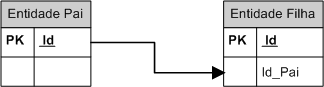 Entidade Pai
PK Id
Entidade Filha
PK Id
Id_Pai